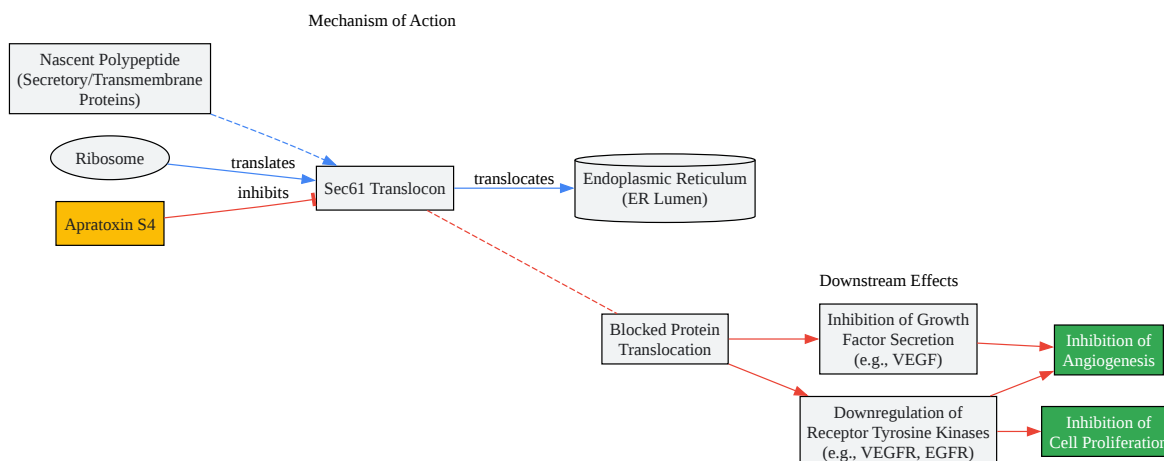 Mechanism of Action
Nascent Polypeptide
(Secretory/Transmembrane
Proteins)
Ribosome
translates
inhibits
Apratoxin S4
Sec61 Translocon
translocates
Endoplasmic Reticulum
(ER Lumen)
Downstream Effects
Blocked Protein
Translocation
Inhibition of Growth
Factor Secretion
(e.g., VEGF)
Inhibition of
Angiogenesis
Downregulation of
Receptor Tyrosine Kinases
(e.g., VEGFR, EGFR)
Inhibition of
Cell Proliferation